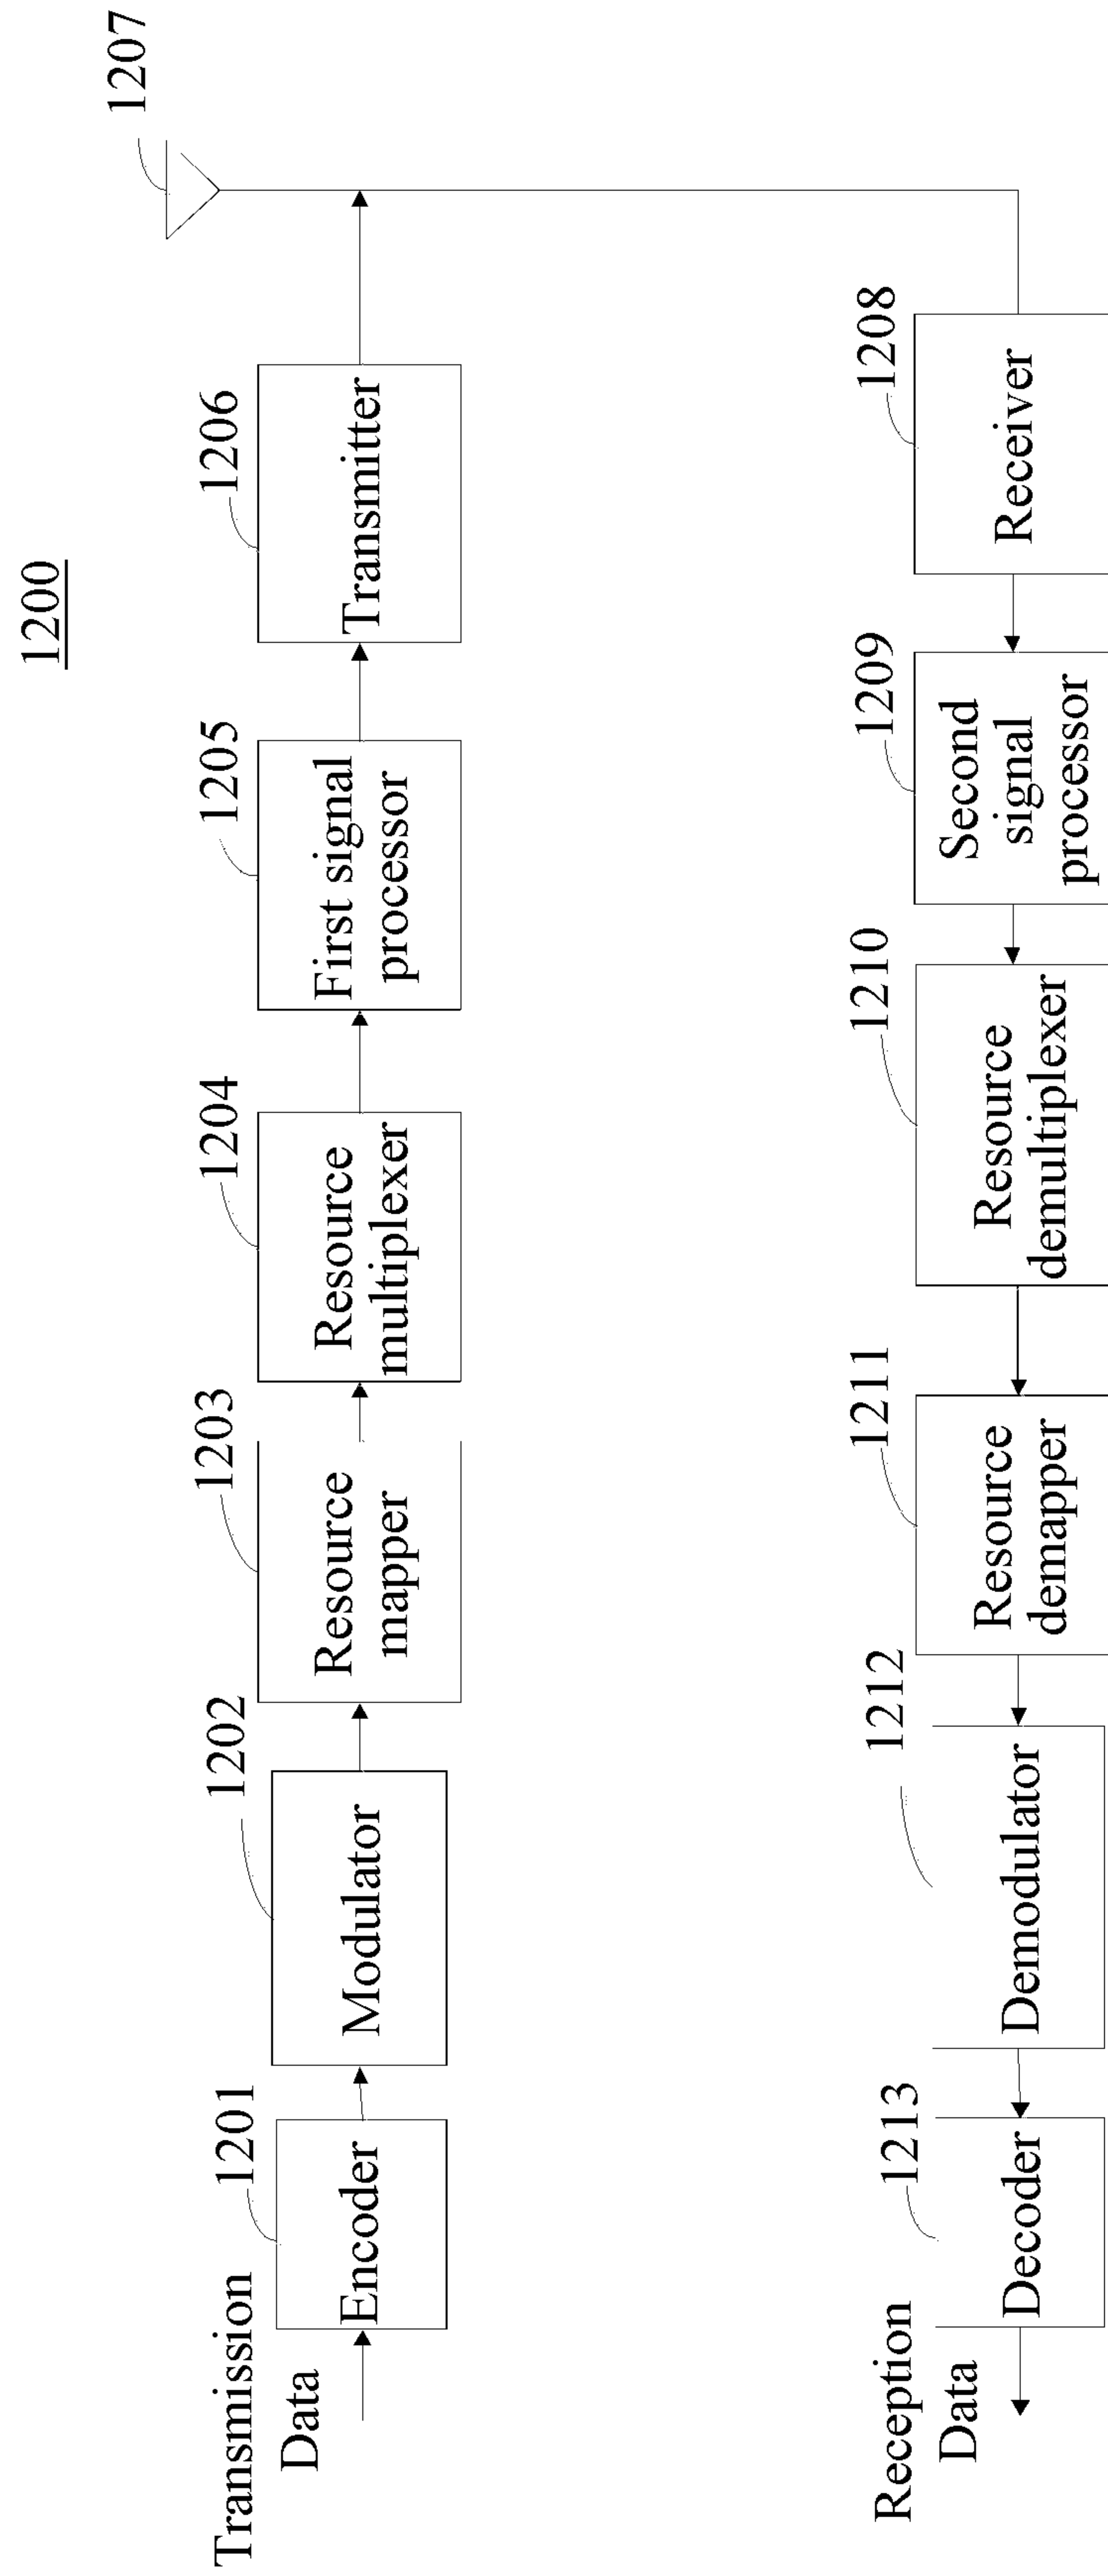 1200
1207
Transmission
Data
1201
Encoder
1202
Modulator
1203
Resource
mapper
1204
Resource
multiplexer
1205
First signal
processor
1206
Transmitter
Reception
Data
1213
Decoder
1212
Demodulator
1211
Resource
demapper
1210
Resource
demultiplexer
1209
Second
signal
processor
1208
Receiver